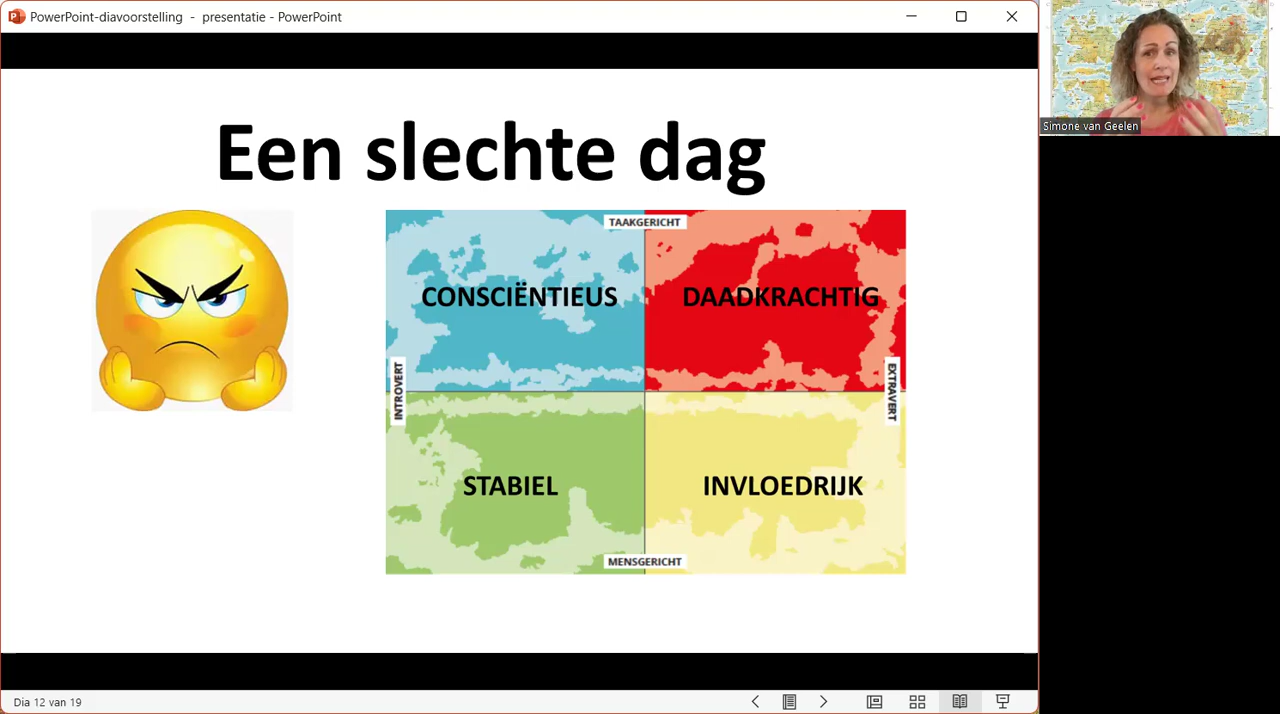 PowerPoint-diavoorstelling - presentatie - PowerPoint
Simone van Geelen
Een slechte dag
TAAKGERICHT
CONSCIËNTIEUS
DAADKRACHTIG
INTROVERT
EXTRAVERT
STABIEL
INVLOEDRIJK
MENSGERICHT
Dia 12 van 19